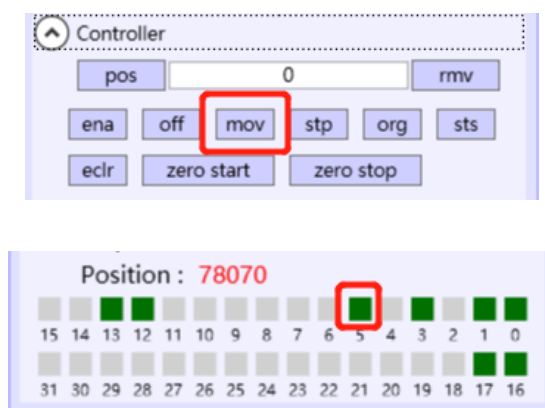 Controller
pos 0 rmv
ena off mov stp org sts
eclr zero start zero stop
Position : 78070
15 14 13 12 11 10 9 8 7 6 5 4 3 2 1 0
31 30 29 28 27 26 25 24 23 22 21 20 19 18 17 16